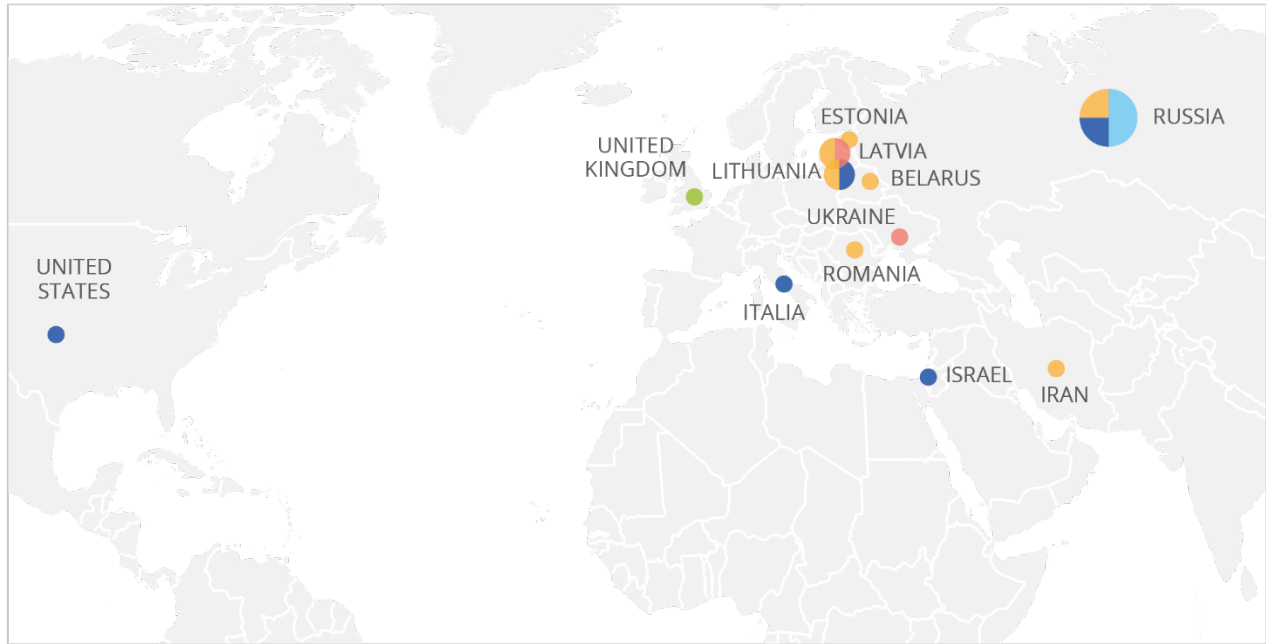 ESTONIA
RUSSIA
UNITED
KINGDOM
LATVIA
LITHUANIA
BELARUS
UKRAINE
ROMANIA
UNITED
STATES
ITALIA
ISRAEL
IRAN